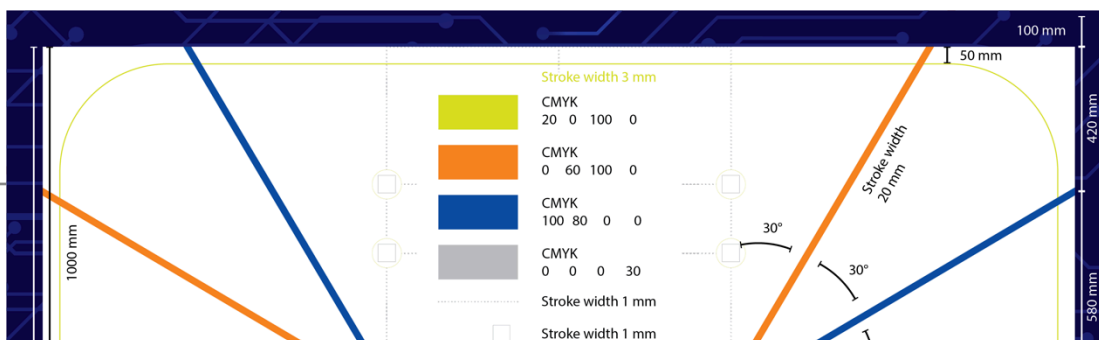 100 mm
50 mm
Stroke width 3 mm
CMYK
20 0 100 0
420 mm
CMYK
0 60 100 0
Stroke width
20 mm
CMYK
100 80 0 0
30°
1000 mm
CMYK
0 0 0 30
30°
Stroke width 1 mm
580 mm
Stroke width 1 mm